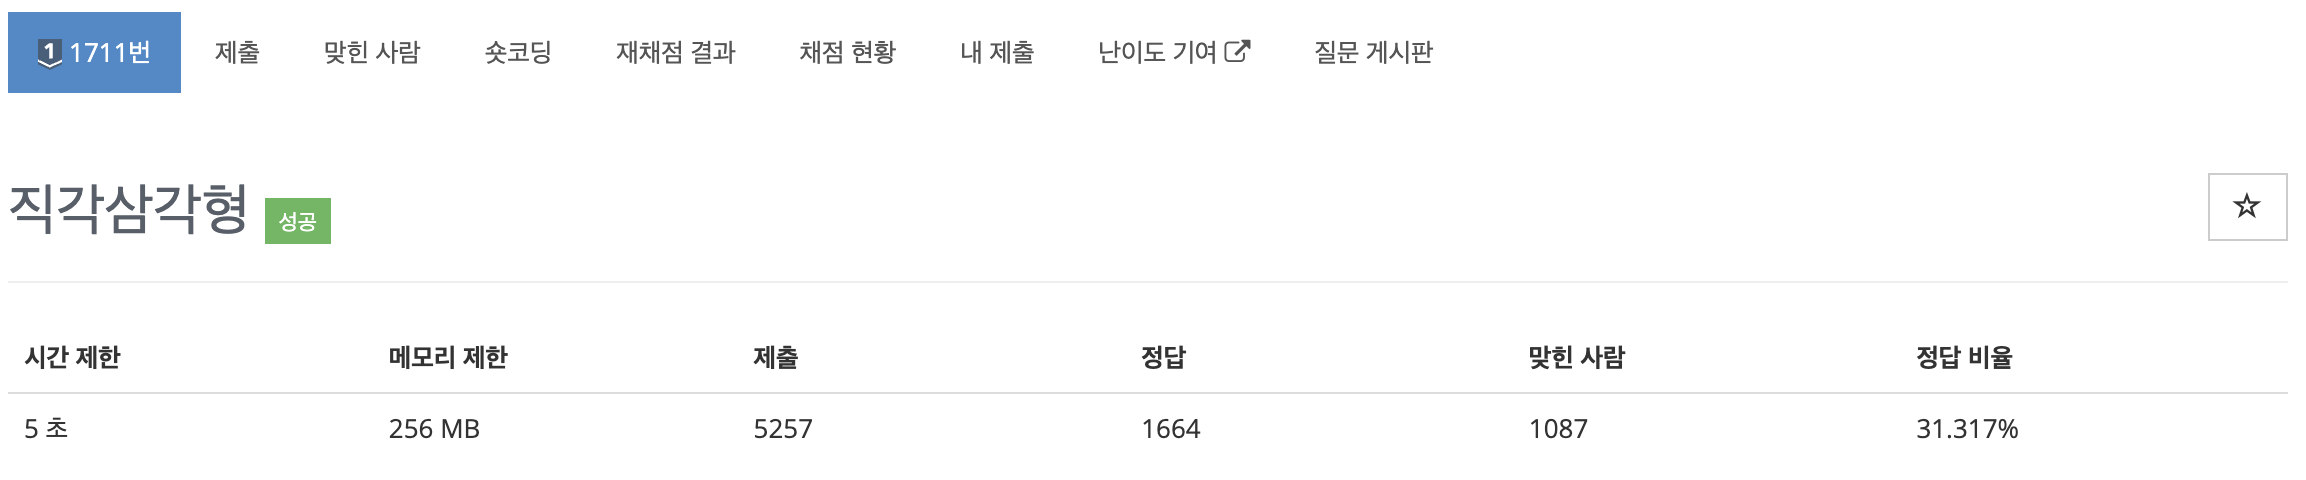 1 1711번 제출 맞힌 사람 숏코딩 재채점 결과 채점 현황 내 제출 난이도 기여 질문 게시판
직각삼각형 성공
시간 제한 메모리 제한 제출 정답 맞힌 사람 정답 비율
5 초 256 MB 5257 1664 1087 31.317%